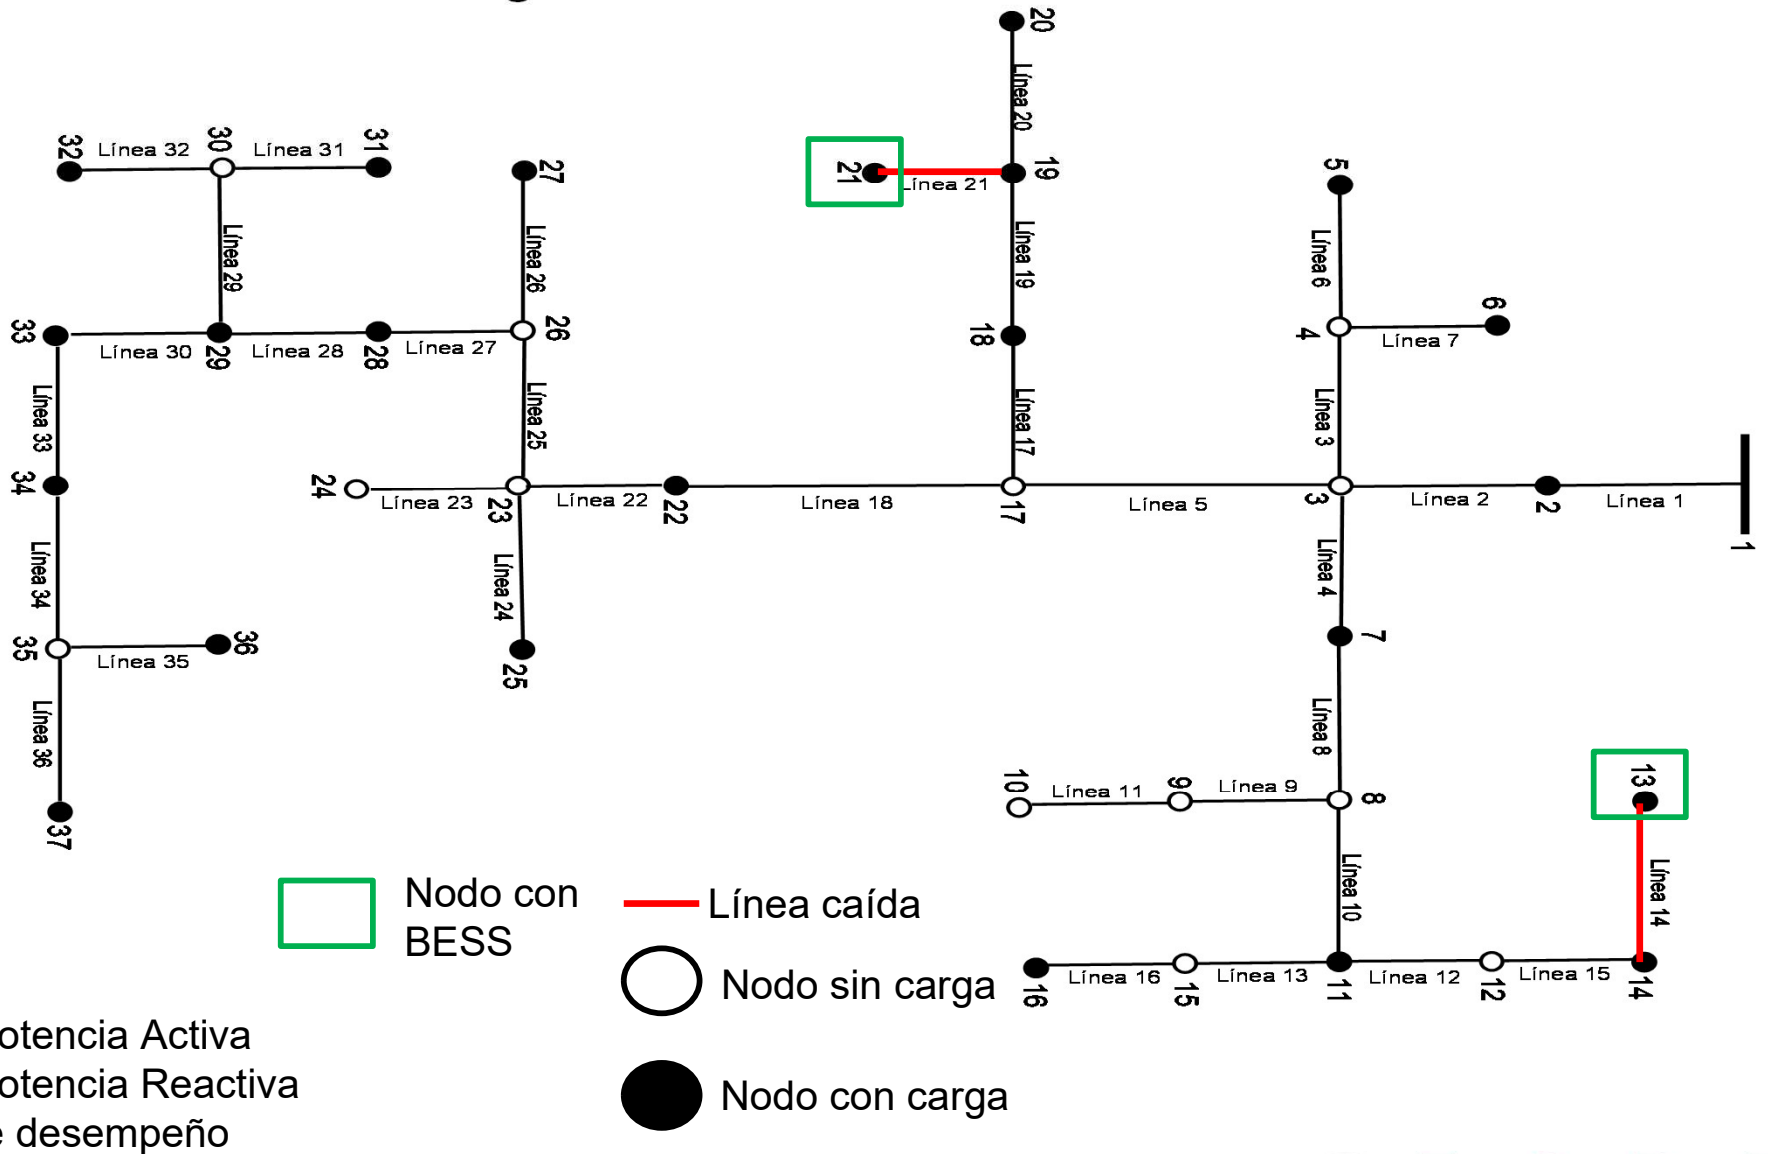 20
Línea 20
32
Línea 32
30
Línea 31
31
27
21
Línea 21
19
5
Línea 29
Línea 26
Línea 19
Línea 6
6
33
Línea 30
29
Línea 28
28
Línea 27
26
18
4
Línea 7
Línea 33
Línea 25
Línea 17
Línea 3
34
24
Línea 23
23
Línea 22
22
Línea 18
17
Línea 5
3
Línea 2
2
Línea 1
1
Línea 34
Línea 24
Línea 4
35
Línea 35
36
25
7
Línea 36
Línea 8
37
10
Línea 11
9
Línea 9
8
13
Línea 10
Línea 14
16
Línea 16
15
Línea 13
11
Línea 12
12
Línea 15
14
Nodo con
BESS
Línea caída
Nodo sin carga
Nodo con carga
otencia Activa
otencia Reactiva
e desempeño